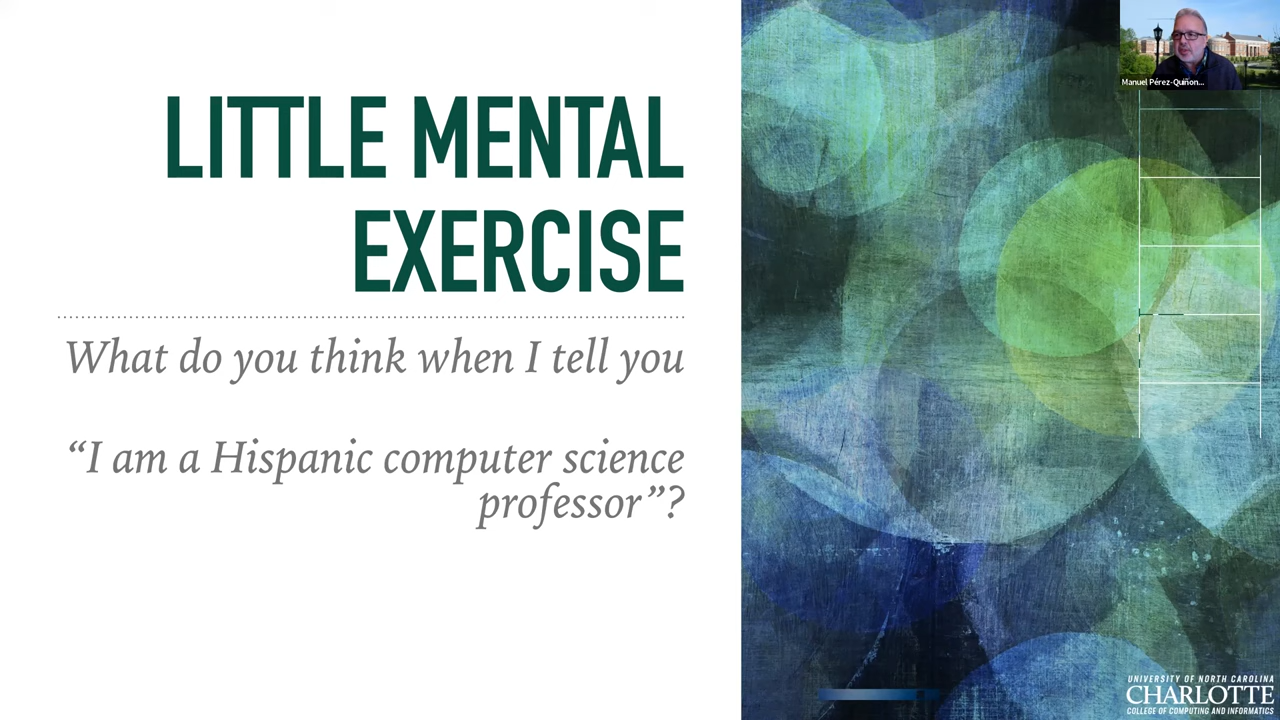 LITTLE MENTAL
EXERCISE
What do you think when I tell you
“I am a Hispanic computer science
professor”?
Manuel Pérez-Quiñon...
UNIVERSITY OF NORTH CAROLINA
CHARLOTTE
COLLEGE OF COMPUTING AND INFORMATICS